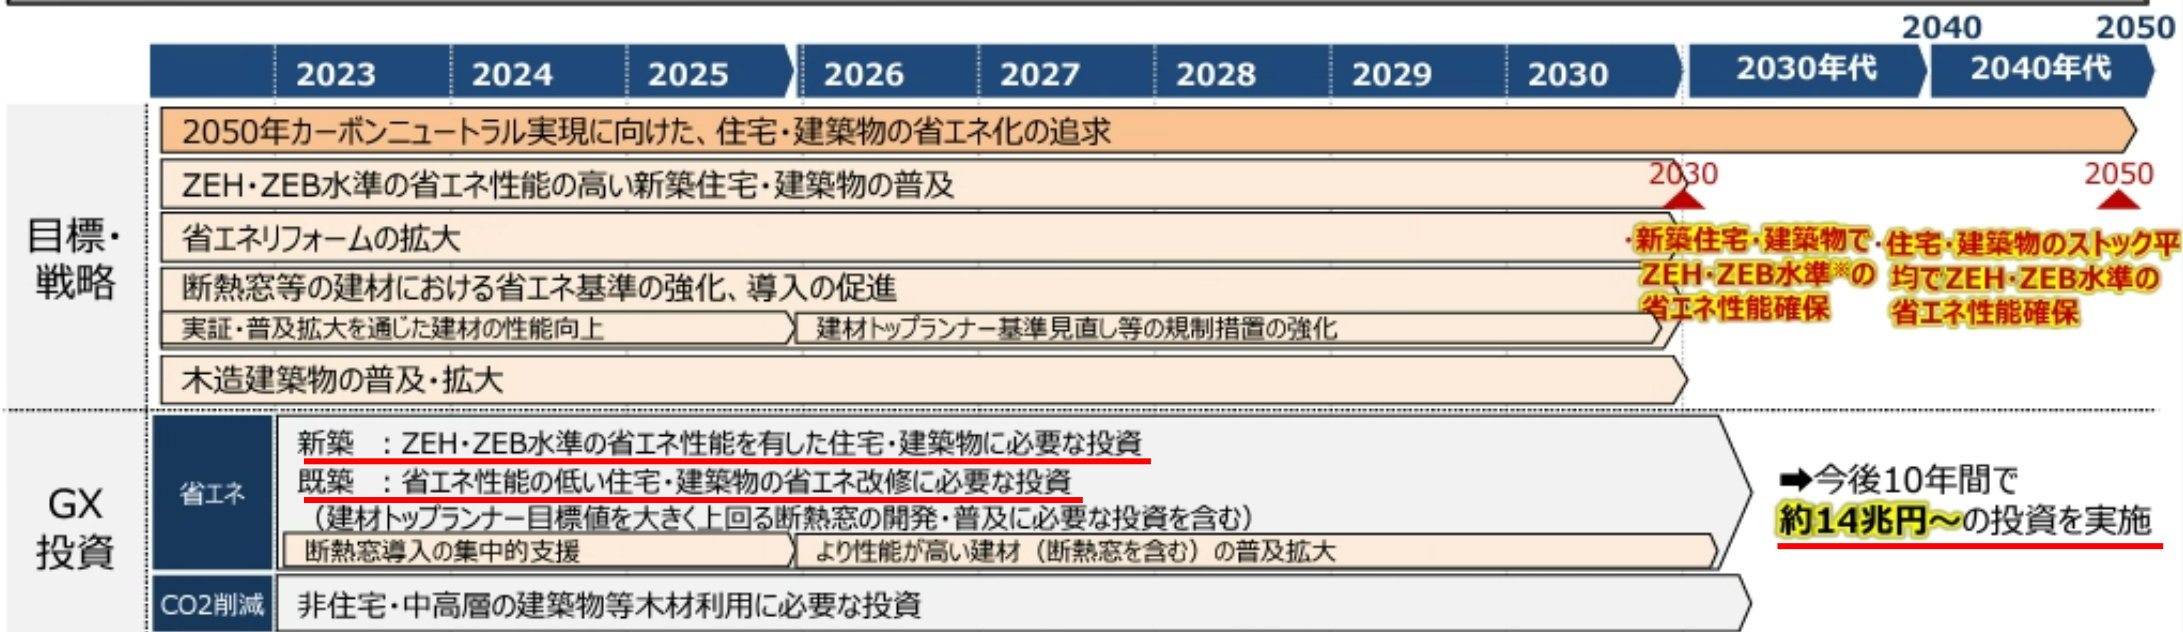 2040 2050
2023 2024 2025 2026 2027 2028 2029 2030 2030年代 2040年代
目標・
戦略
2050年カーボンニュートラル実現に向けた、住宅・建築物の省エネ化の追求
ZEH・ZEB水準の省エネ性能の高い新築住宅・建築物の普及
省エネリフォームの拡大
断熱窓等の建材における省エネ基準の強化、導入の促進
実証・普及拡大を通じた建材の性能向上
建材トップランナー基準見直し等の規制措置の強化
木造建築物の普及・拡大
2030
・新築住宅・建築物で
ZEH・ZEB水準※の
省エネ性能確保
2050
・住宅・建築物のストック平
均でZEH・ZEB水準の
省エネ性能確保
GX
投資
省エネ
新築 :ZEH・ZEB水準の省エネ性能を有した住宅・建築物に必要な投資
既築 :省エネ性能の低い住宅・建築物の省エネ改修に必要な投資
(建材トップランナー目標値を大きく上回る断熱窓の開発・普及に必要な投資を含む)
断熱窓導入の集中的支援
より性能が高い建材(断熱窓を含む)の普及拡大
➡今後10年間で
約14兆円~の投資を実施
CO2削減
非住宅・中高層の建築物等木材利用に必要な投資